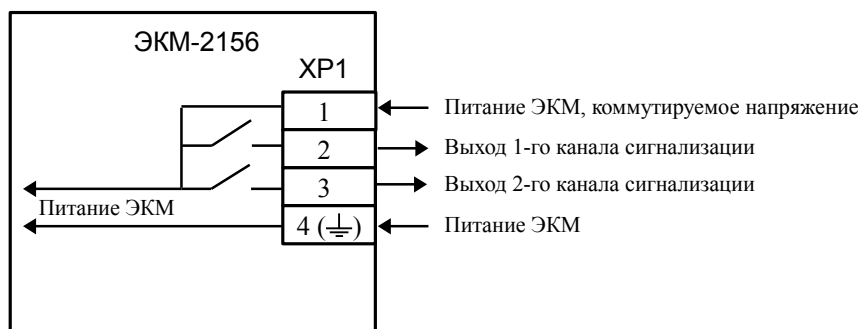 ЭКМ-2156
XP1
1
Питание ЭКМ, коммутируемое напряжение
2
Выход 1-го канала сигнализации
3
Выход 2-го канала сигнализации
Питание ЭКМ
4 (⏚)
Питание ЭКМ